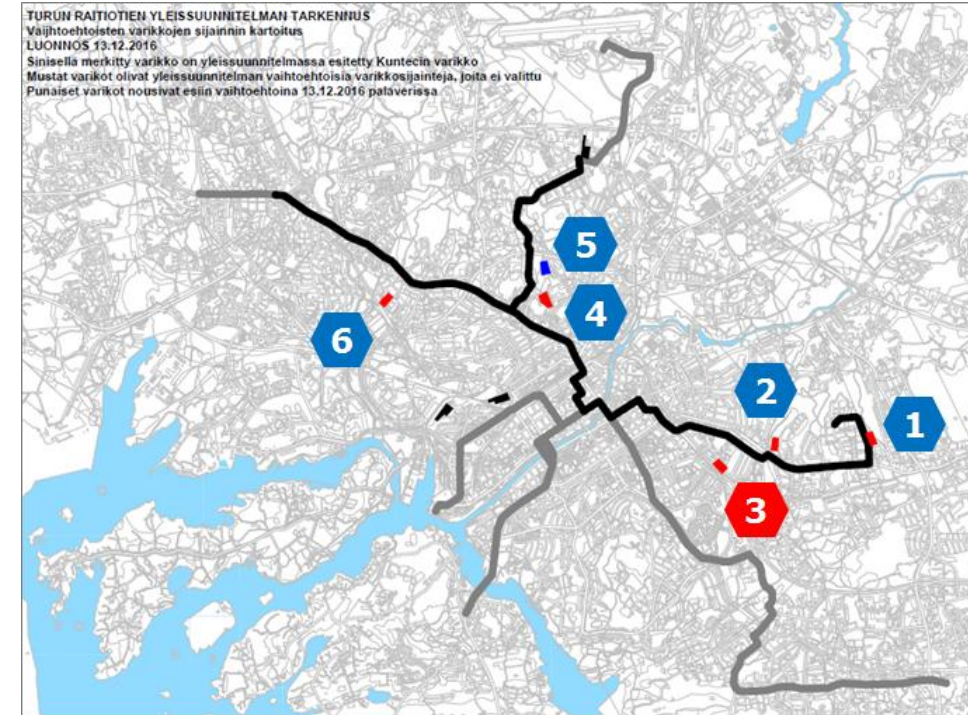 TURUN RAITIOTIEN YLEISSUUNNITELMAN TARKENNUS
Vaijhtoehtoisten varikkojen sijainnin kartoitus
LUONNOS 13.12.2016
Sinisellä merkitty varikko on yleissuunnitelmassa esitetty Kuntecin varikko
Mustat varikot olivat yleissuunnitelman vaihtoehtoisia varikkosijainteja, joita ei valittu
Punaiset varikot nousivat esiin vaihtoehtoina 13.12.2016 palaverissa
5
4
6
2
1
3